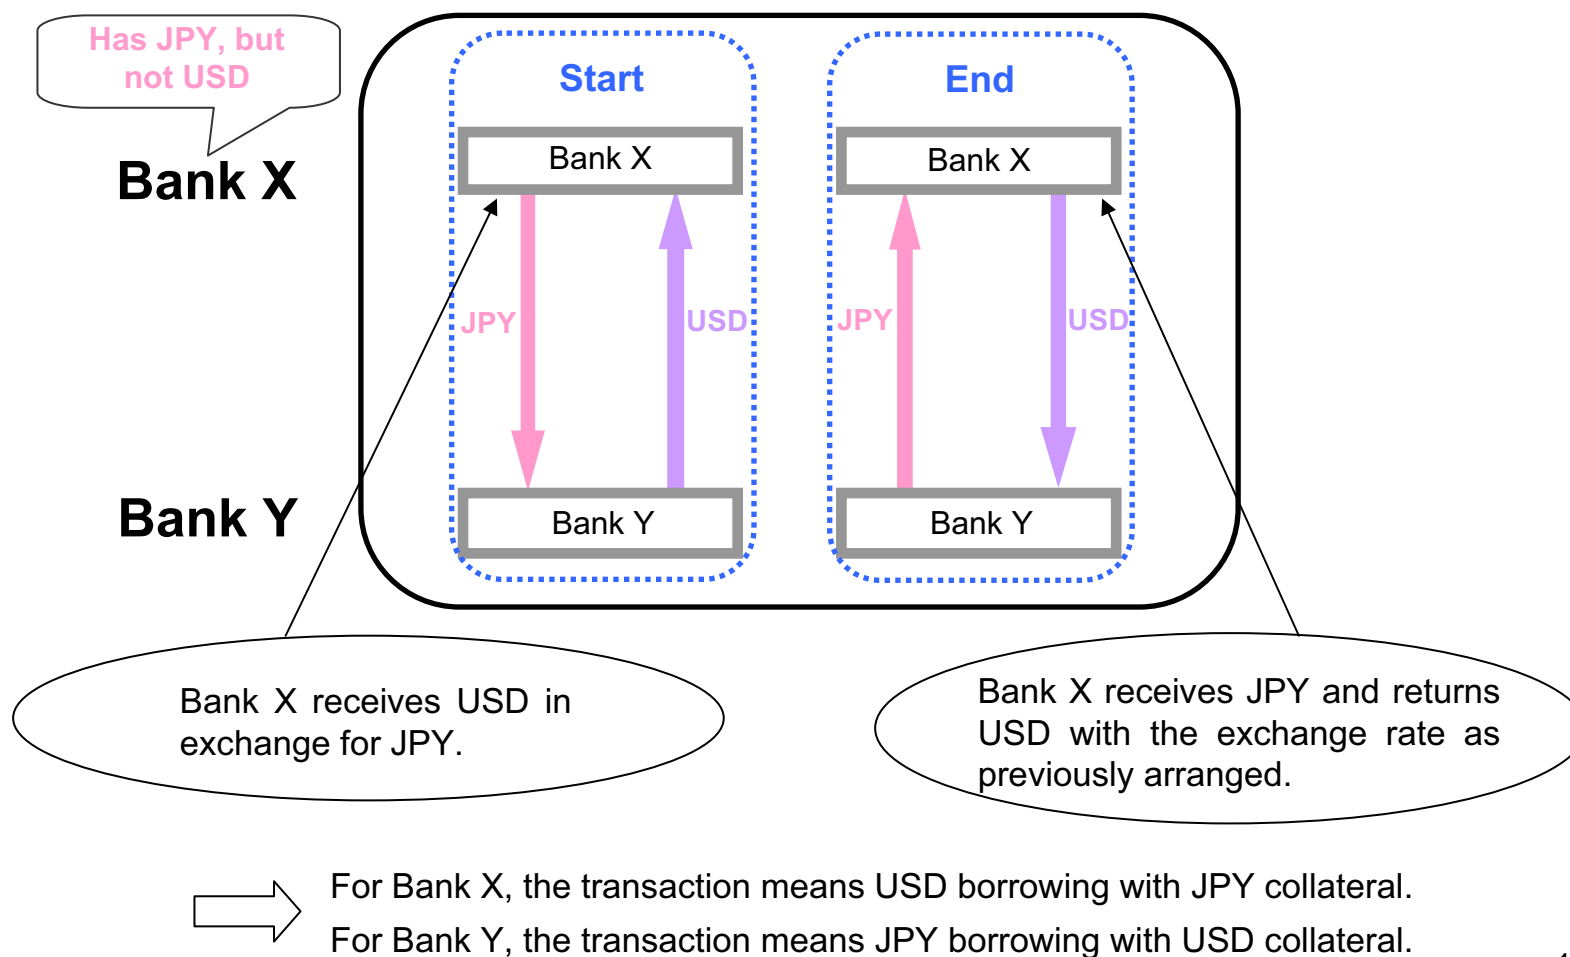 Has JPY, but
not USD
Start
End
Bank X
Bank X
Bank X
JPY
USD
JPY
USD
Bank Y
Bank Y
Bank Y
Bank X receives USD in
exchange for JPY.
Bank X receives JPY and returns
USD with the exchange rate as
previously arranged.
For Bank X, the transaction means USD borrowing with JPY collateral.
For Bank Y, the transaction means JPY borrowing with USD collateral.